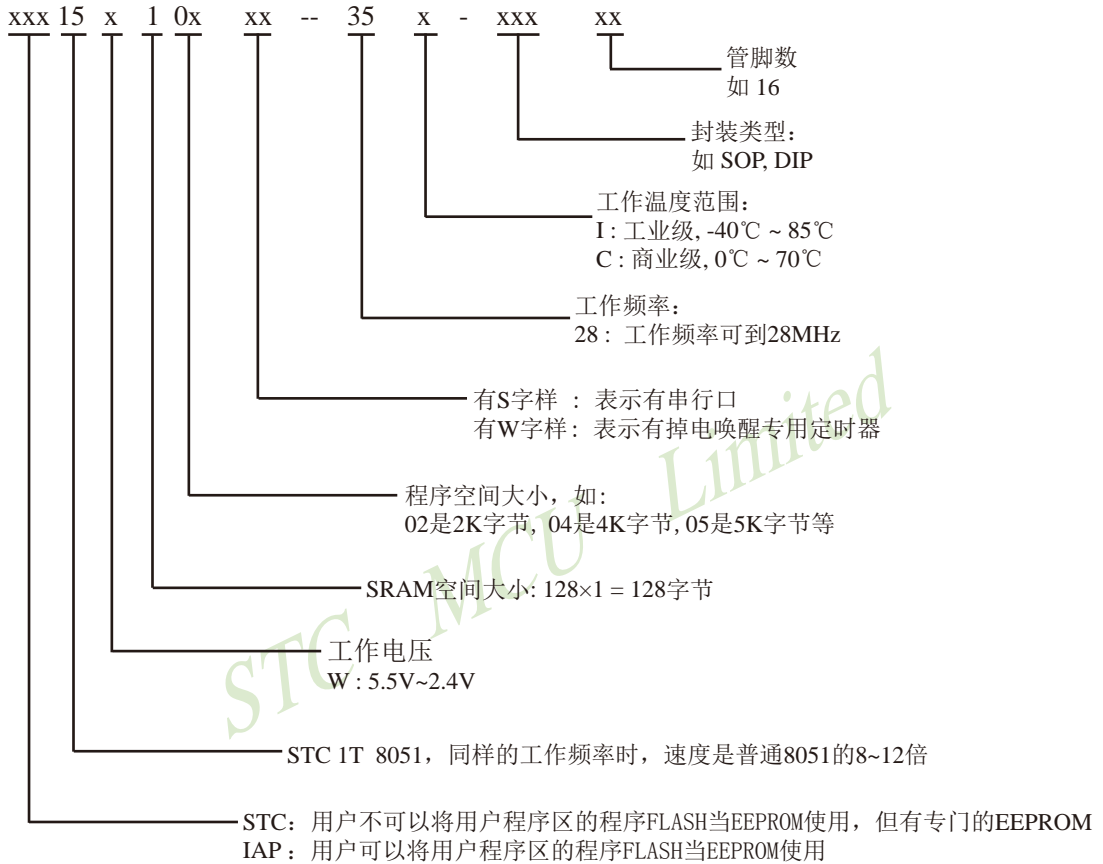 xxx 15 x 1 0x xx -- 35 x - xxx xx
管脚数
如 16
封装类型：
如 SOP, DIP
工作温度范围：
I : 工业级, -40℃ ~ 85℃
C : 商业级, 0℃ ~ 70℃
工作频率：
28 : 工作频率可到28MHz
有S字样 : 表示有串行口
有W字样 : 表示有掉电唤醒专用定时器
程序空间大小，如:
02是2K字节, 04是4K字节, 05是5K字节等
SRAM空间大小: 128×1 = 128字节
工作电压
W : 5.5V~2.4V
STC 1T 8051，同样的工作频率时，速度是普通8051的8~12倍
STC：用户不可以将用户程序区的程序FLASH当EEPROM使用，但有专门的EEPROM
IAP：用户可以将用户程序区的程序FLASH当EEPROM使用
STC MCU Limited